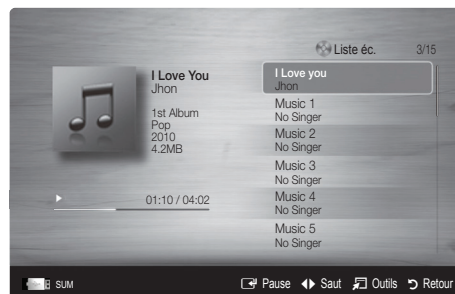 Liste éc. 3/15
I Love You
Jhon
1st Album
Pop
2010
4.2MB
01:10 / 04:02
I Love you
Jhon
Music 1
No Singer
Music 2
No Singer
Music 3
No Singer
Music 4
No Singer
Music 5
No Singer
SUM Pause Saut Outils Retour